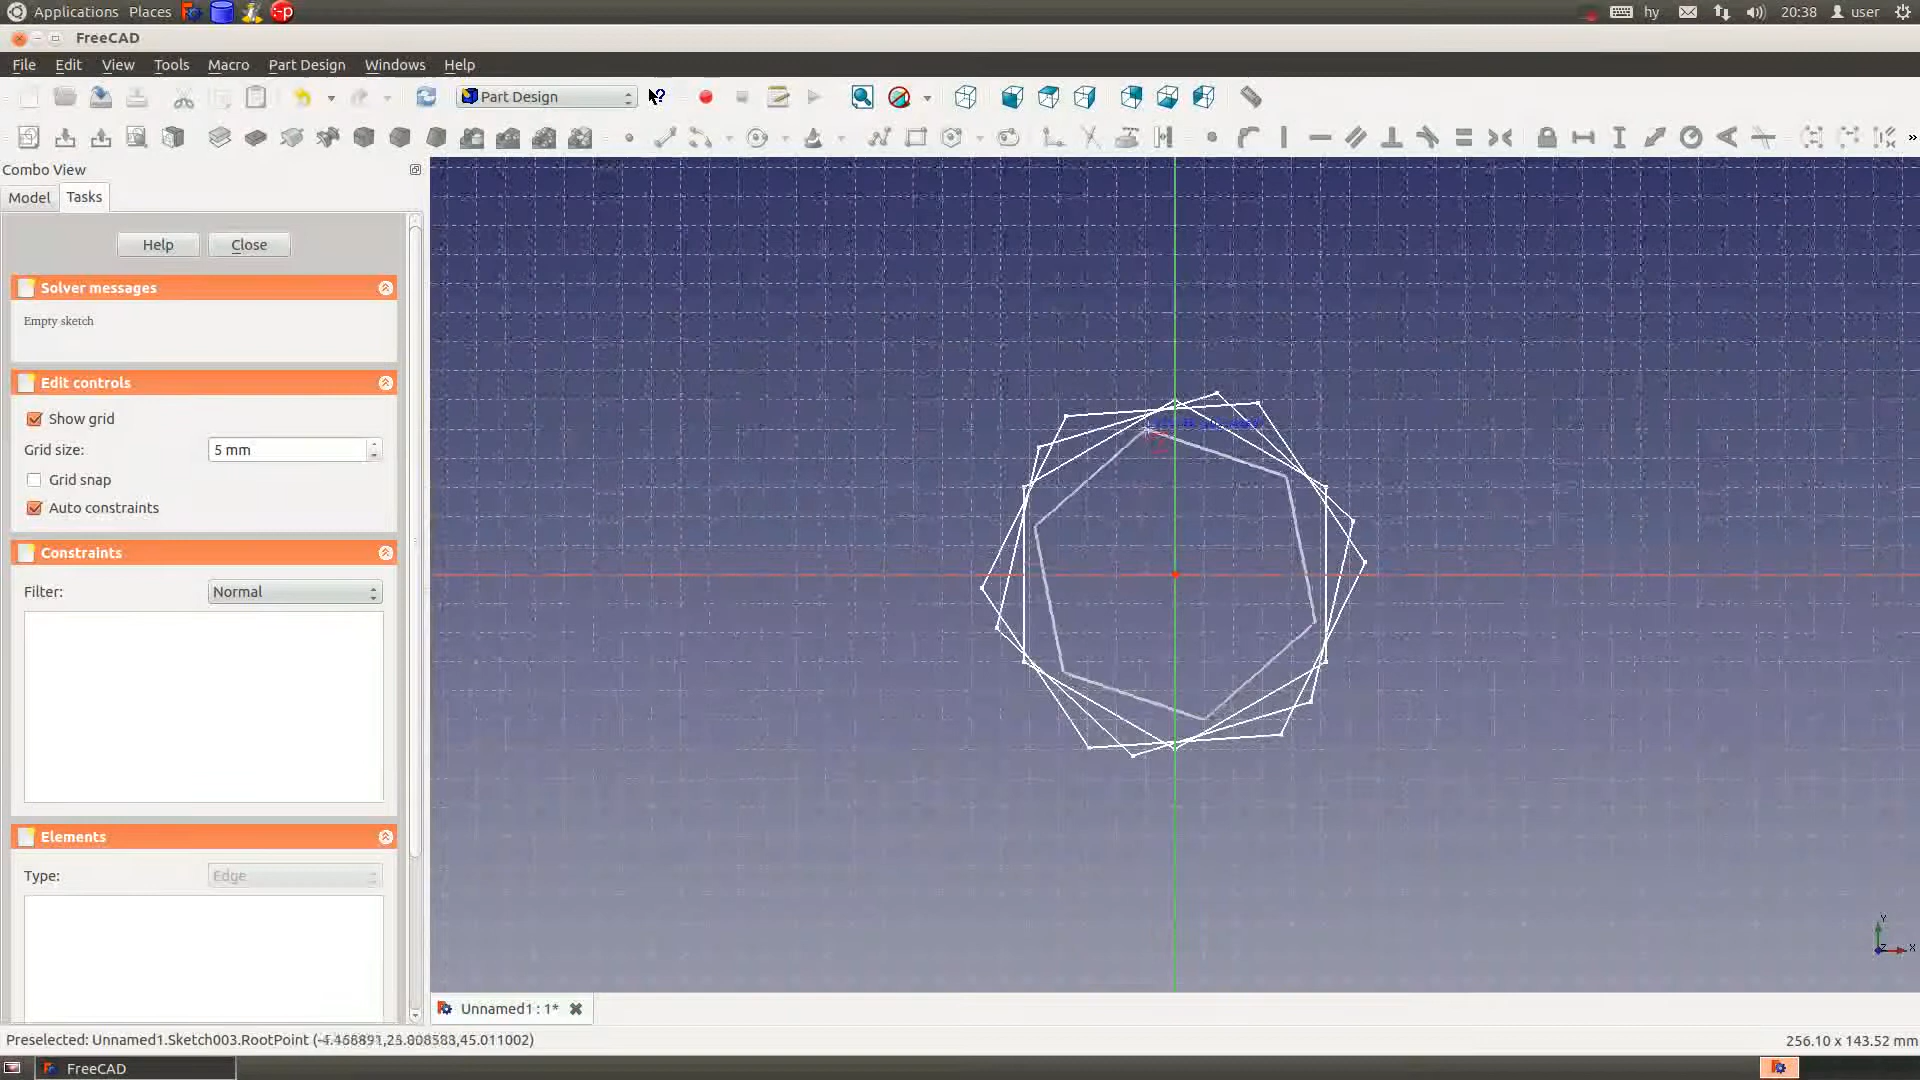 Applications Places hy 20:38 user
FreeCAD
File Edit View Tools Macro Part Design Windows Help
Part Design
Combo View
Model Tasks
Help Close
Solver messages
Empty sketch
Edit controls
Show grid
Grid size: 5 mm
Grid snap
Auto constraints
Constraints
Filter: Normal
Elements
Type: Edge
Y
Z X
Unnamed1 : 1*
Preselected: Unnamed1.Sketch003.RootPoint
256.10 x 143.52 mm
FreeCAD